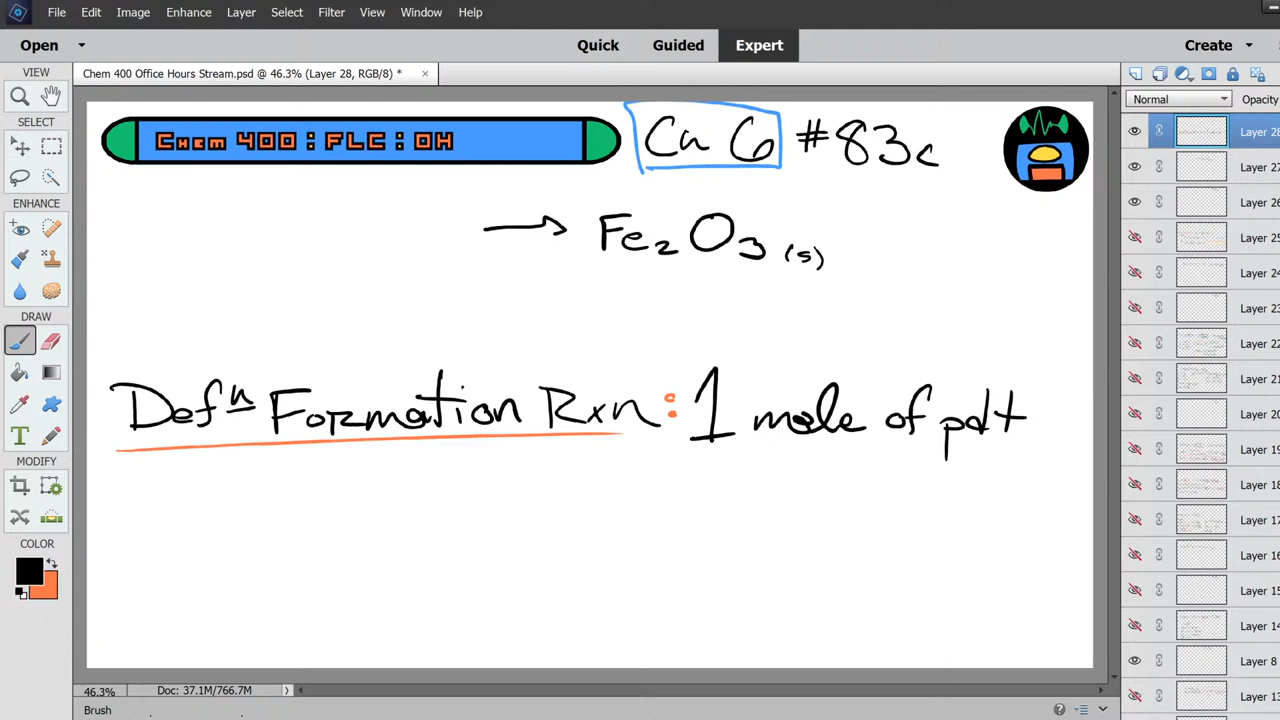 File Edit Image Enhance Layer Select Filter View Window Help
Open Quick Guided Expert Create
Chem 400 Office Hours Stream.psd @ 46.3% (Layer 28, RGB/8) * ×
VIEW
SELECT
ENHANCE
DRAW
MODIFY
COLOR
Chem 400:FLC:OH Ch 6 #83c
→ Fe₂O₃ (s)
Defⁿ Formation Rxn: 1 mole of pdt
Normal Opacity
Layer 28
Layer 27
Layer 26
Layer 25
Layer 24
Layer 23
Layer 22
Layer 21
Layer 20
Layer 19
Layer 18
Layer 17
Layer 16
Layer 15
Layer 14
Layer 8
Layer 13
46.3% Doc: 37.1M/766.7M
Brush